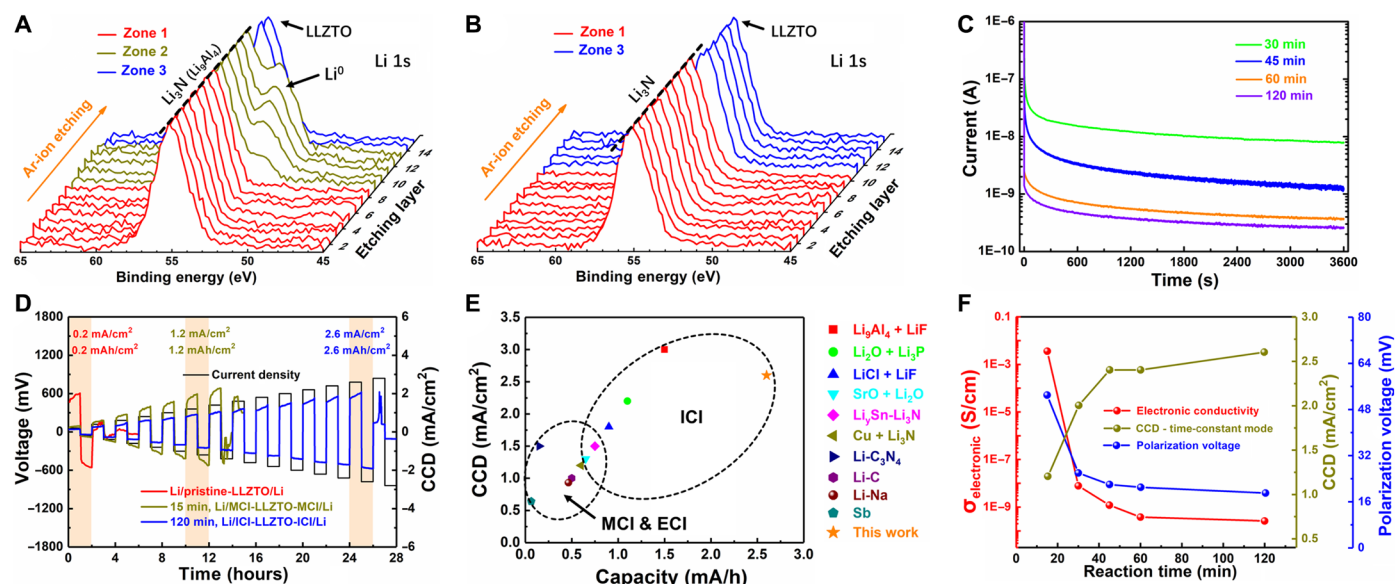 A
Zone 1
Zone 2
Zone 3
Li₃N (Li₉Al₄)
LLZTO
Li⁰
Li 1s
Ar-ion etching
2
4
6
8
10
12
14
Etching layer
65
60
55
50
45
Binding energy (eV)
B
Zone 1
Zone 3
Li₃N
LLZTO
Li 1s
Ar-ion etching
2
4
6
8
10
12
14
Etching layer
65
60
55
50
45
Binding energy (eV)
C
1E−6
1E−7
1E−8
1E−9
1E−10
Current (A)
30 min
45 min
60 min
120 min
0
600
1200
1800
2400
3000
3600
Time (s)
D
1800
1200
600
0
−600
−1200
−1800
Voltage (mV)
0.2 mA/cm²
0.2 mAh/cm²
1.2 mA/cm²
1.2 mAh/cm²
2.6 mA/cm²
2.6 mAh/cm²
Current density
Li/pristine-LLZTO/Li
15 min, Li/MCI-LLZTO-MCI/Li
120 min, Li/ICI-LLZTO-ICI/Li
6
4
2
0
−2
−4
−6
CCD (mA/cm²)
0
4
8
12
16
20
24
28
Time (hours)
E
3.5
3.0
2.5
2.0
1.5
1.0
0.5
0.0
CCD (mA/cm²)
ICI
MCI & ECI
0.0
0.5
1.0
1.5
2.0
2.5
3.0
Capacity (mA/h)
Li₉Al₄ + LiF
Li₂O + Li₃P
LiCl + LiF
SrO + Li₂O
LiᵧSn-Li₃N
Cu + Li₃N
Li-C₃N₄
Li-C
Li-Na
Sb
This work
F
0.1
1E−3
1E−5
1E−7
1E−9
σelectronic (S/cm)
Electronic conductivity
CCD - time-constant mode
Polarization voltage
3.0
2.5
2.0
1.5
1.0
0.5
CCD (mA/cm²)
80
64
48
32
16
0
Polarization voltage (mV)
0
20
40
60
80
100
120
Reaction time (min)